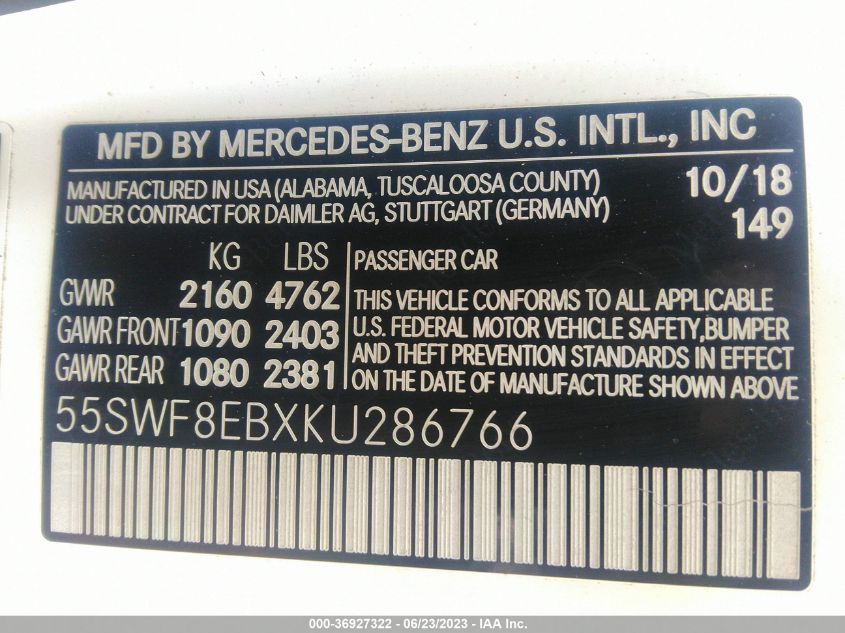 MFD BY MERCEDES-BENZ U.S. INTL., INC
MANUFACTURED IN USA (ALABAMA, TUSCALOOSA COUNTY) 10/18
UNDER CONTRACT FOR DAIMLER AG, STUTTGART (GERMANY) 149
KG LBS PASSENGER CAR
GVWR 2160 4762 THIS VEHICLE CONFORMS TO ALL APPLICABLE
GAWR FRONT 1090 2403 U.S. FEDERAL MOTOR VEHICLE SAFETY,BUMPER
AND THEFT PREVENTION STANDARDS IN EFFECT
GAWR REAR 1080 2381 ON THE DATE OF MANUFACTURE SHOWN ABOVE
55SWF8EBXKU286766
000-36927322 - 06/23/2023 - IAA Inc.